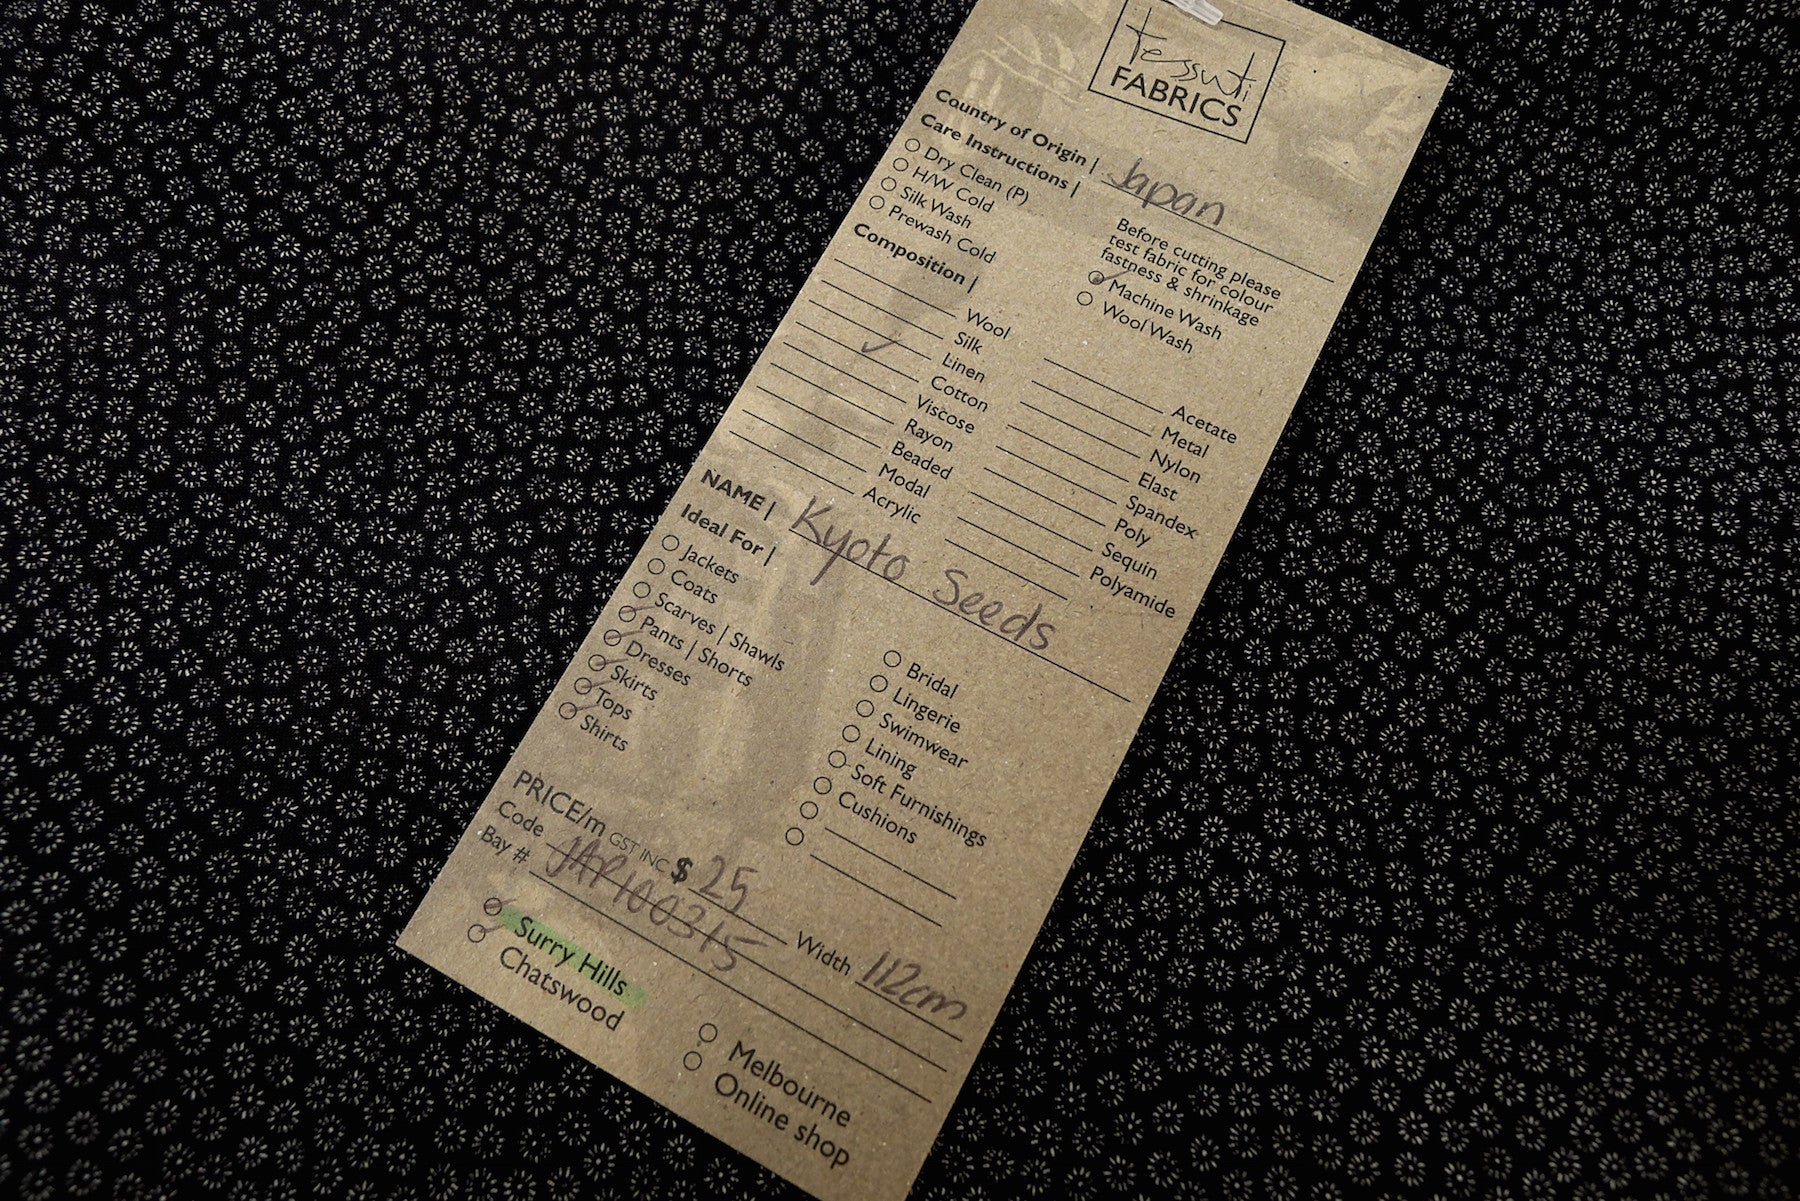 tessuti
FABRICS
Country of Origin | Japan
Care Instructions |
Dry Clean (P)
H/W Cold
Silk Wash
Prewash Cold
Before cutting please
test fabric for colour
fastness & shrinkage
Machine Wash
Wool Wash
Composition |
Wool
Silk
Linen
Cotton
Viscose
Rayon
Beaded
Modal
Acrylic
Acetate
Metal
Nylon
Elast
Spandex
Poly
Sequin
Polyamide
NAME | Kyoto Seeds
Ideal For |
Jackets
Coats
Scarves | Shawls
Pants | Shorts
Dresses
Skirts
Tops
Shirts
Bridal
Lingerie
Swimwear
Lining
Soft Furnishings
Cushions
PRICE/m GST INC $ 25
Code JAP100315 Width 112cm
Bay #
Surry Hills
Chatswood
Melbourne
Online shop